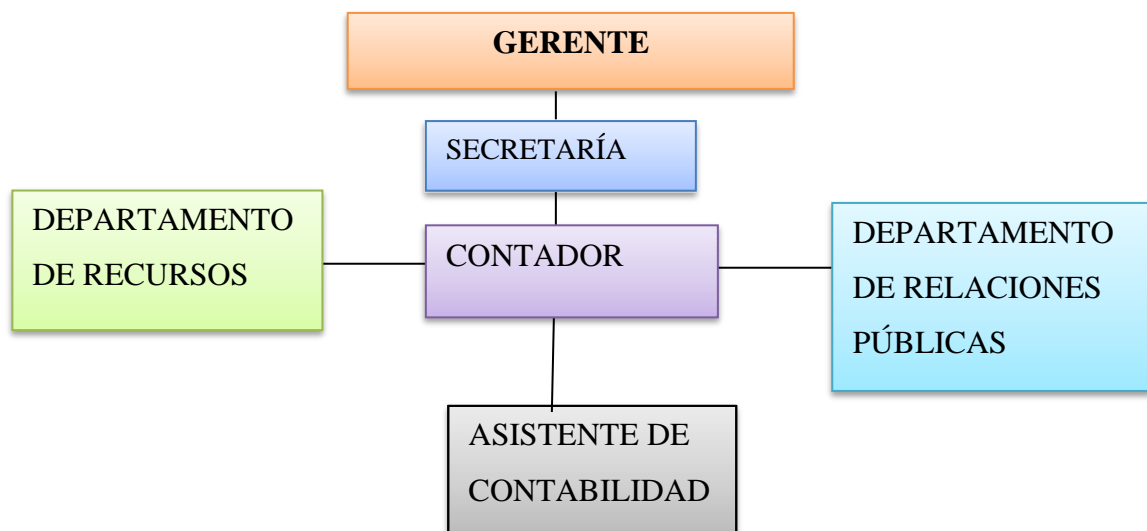 GERENTE
SECRETARÍA
DEPARTAMENTO
DE RECURSOS
CONTADOR
DEPARTAMENTO
DE RELACIONES
PÚBLICAS
ASISTENTE DE
CONTABILIDAD